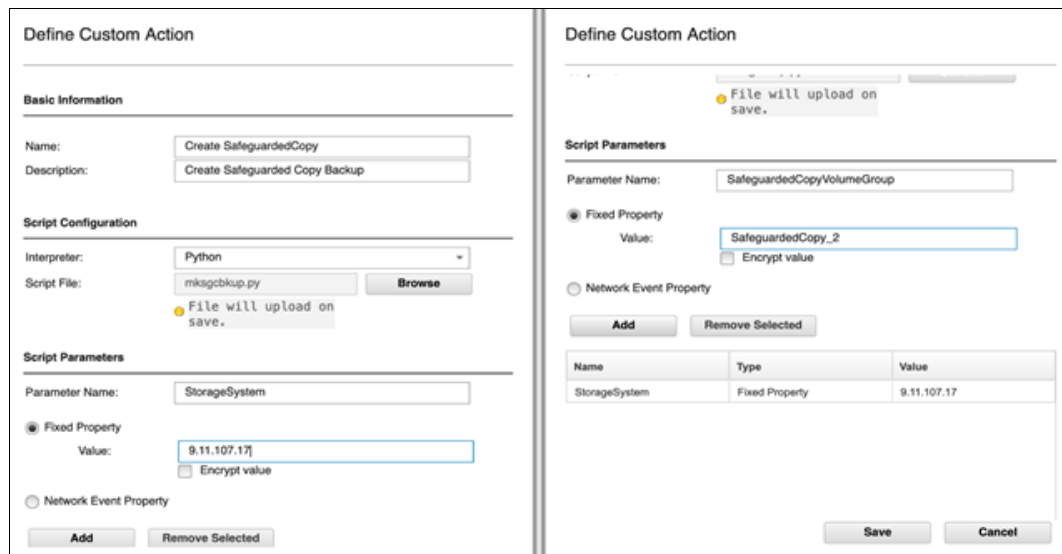 Define Custom Action
Basic Information
Name: Create SafeguardedCopy
Description: Create Safeguarded Copy Backup
Script Configuration
Interpreter: Python
Script File: mksgcbkup.py Browse
File will upload on
save.
Script Parameters
Parameter Name: StorageSystem
Fixed Property
Value: 9.11.107.17
Encrypt value
Network Event Property
Add Remove Selected
Define Custom Action
File will upload on
save.
Script Parameters
Parameter Name: SafeguardedCopyVolumeGroup
Fixed Property
Value: SafeguardedCopy_2
Encrypt value
Network Event Property
Add Remove Selected
Name Type Value
StorageSystem Fixed Property 9.11.107.17
Save Cancel